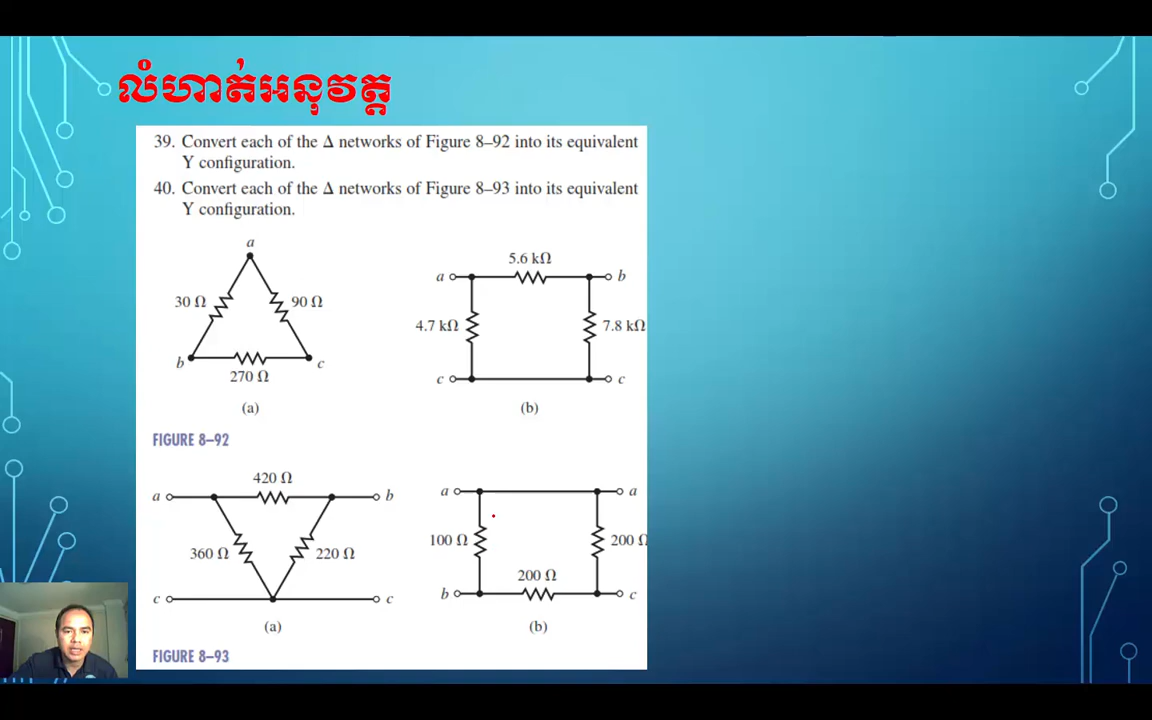 លំហាត់អនុវត្ត
39. Convert each of the Δ networks of Figure 8–92 into its equivalent
Y configuration.
40. Convert each of the Δ networks of Figure 8–93 into its equivalent
Y configuration.
a
30 Ω
90 Ω
b
c
270 Ω
(a)
5.6 kΩ
a
b
4.7 kΩ
7.8 kΩ
c
c
(b)
FIGURE 8–92
420 Ω
a
b
360 Ω
220 Ω
c
c
(a)
a
a
100 Ω
200 Ω
200 Ω
b
c
(b)
FIGURE 8–93